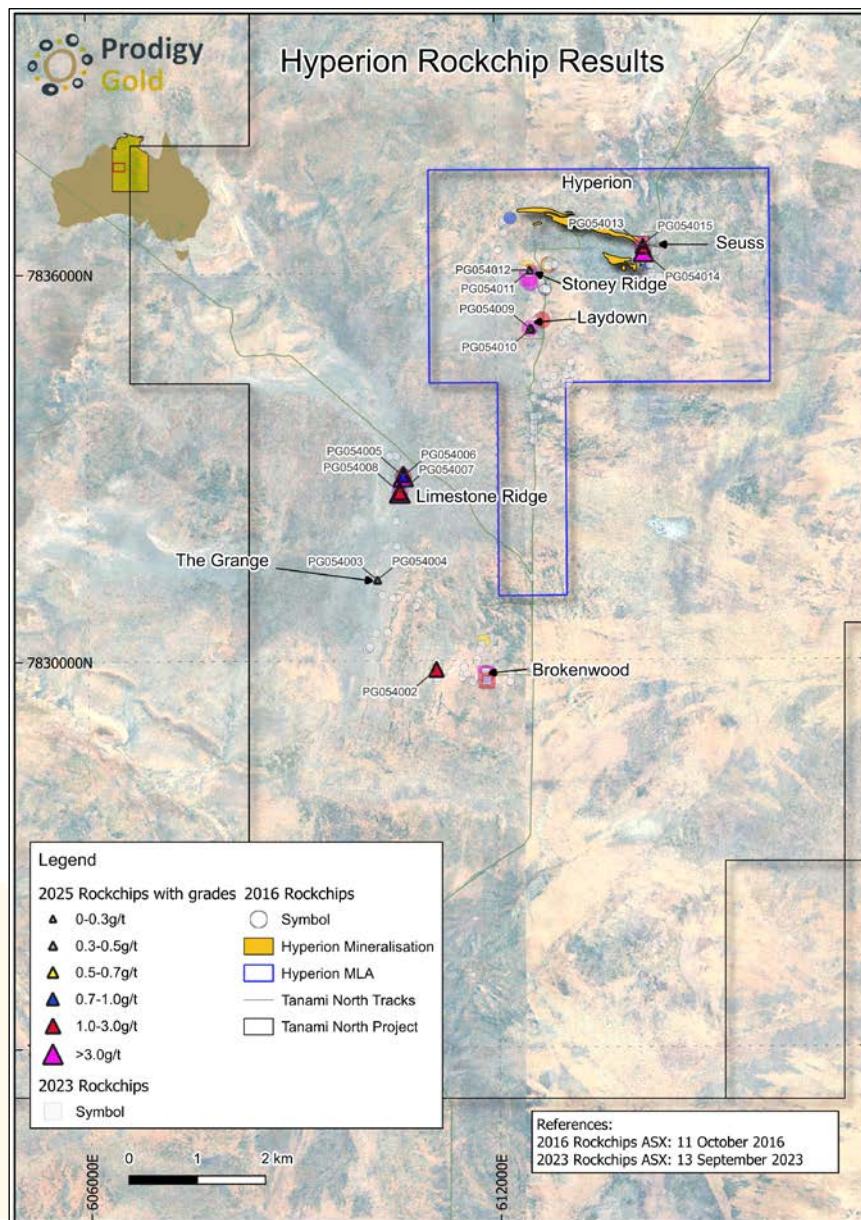 Prodigy
Gold
Hyperion Rockchip Results
Hyperion
PG054013
PG054015
Seuss
PG054014
7836000N
PG054012
Stoney Ridge
PG054011
PG054009
Laydown
PG054010
PG054005
PG054006
PG054008
PG054007
Limestone Ridge
The Grange
PG054003
PG054004
7830000N
Brokenwood
PG054002
Legend
2025 Rockchips with grades
0-0.3g/t
0.3-0.5g/t
0.5-0.7g/t
0.7-1.0g/t
1.0-3.0g/t
>3.0g/t
2023 Rockchips
Symbol
2016 Rockchips
Symbol
Hyperion Mineralisation
Hyperion MLA
Tanami North Tracks
Tanami North Project
References:
2016 Rockchips ASX: 11 October 2016
2023 Rockchips ASX: 13 September 2023
0 1 2 km
606000E
612000E